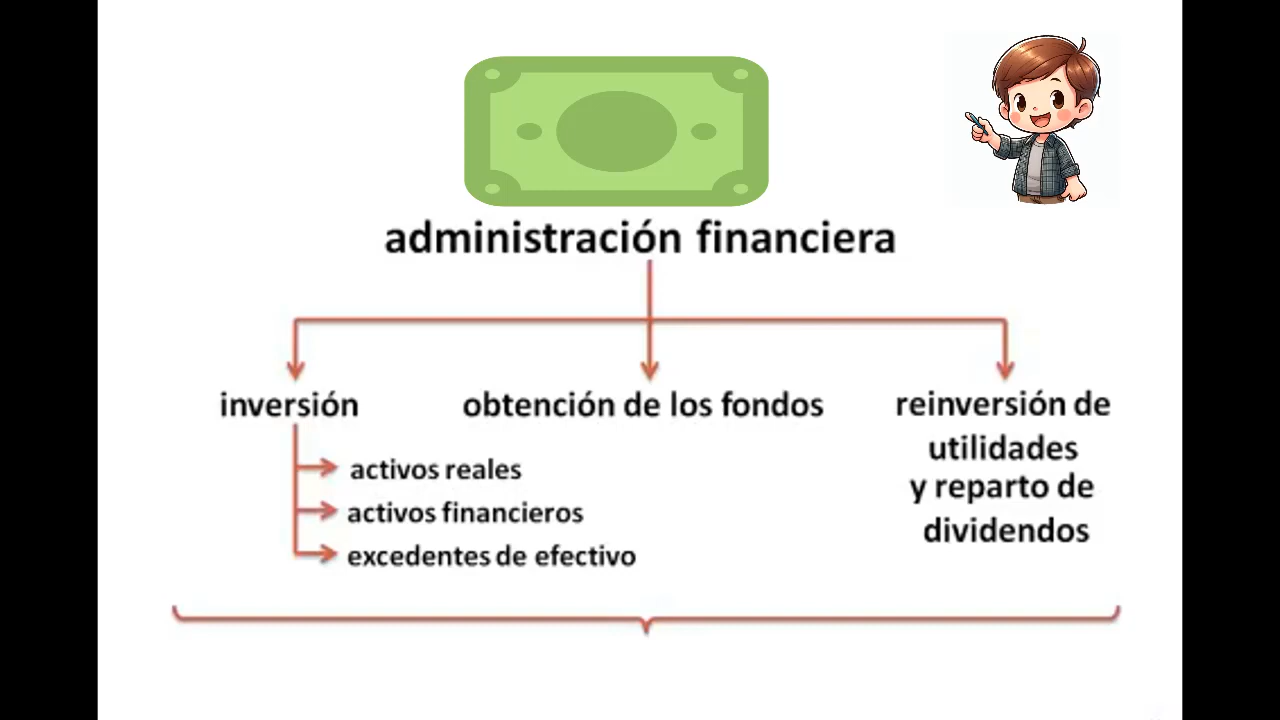 administración financiera
inversión
obtención de los fondos
reinversión de
utilidades
y reparto de
dividendos
activos reales
activos financieros
excedentes de efectivo